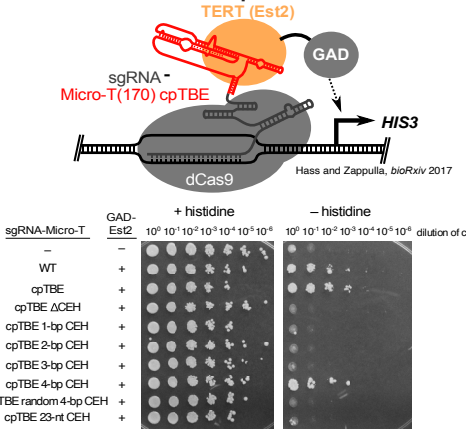 TERT (Est2)
GAD
sgRNA -
Micro-T(170) cpTBE
HIS3
dCas9
Hass and Zappulla, bioRxiv 2017
sgRNA-Micro-T GAD-Est2 + histidine – histidine
10⁰ 10⁻¹ 10⁻² 10⁻³ 10⁻⁴ 10⁻⁵ 10⁻⁶ 10⁰ 10⁻¹ 10⁻² 10⁻³ 10⁻⁴ 10⁻⁵ 10⁻⁶ dilution of c
– –
WT +
cpTBE +
cpTBE ΔCEH +
cpTBE 1-bp CEH +
cpTBE 2-bp CEH +
cpTBE 3-bp CEH +
cpTBE 4-bp CEH +
TBE random 4-bp CEH +
cpTBE 23-nt CEH +